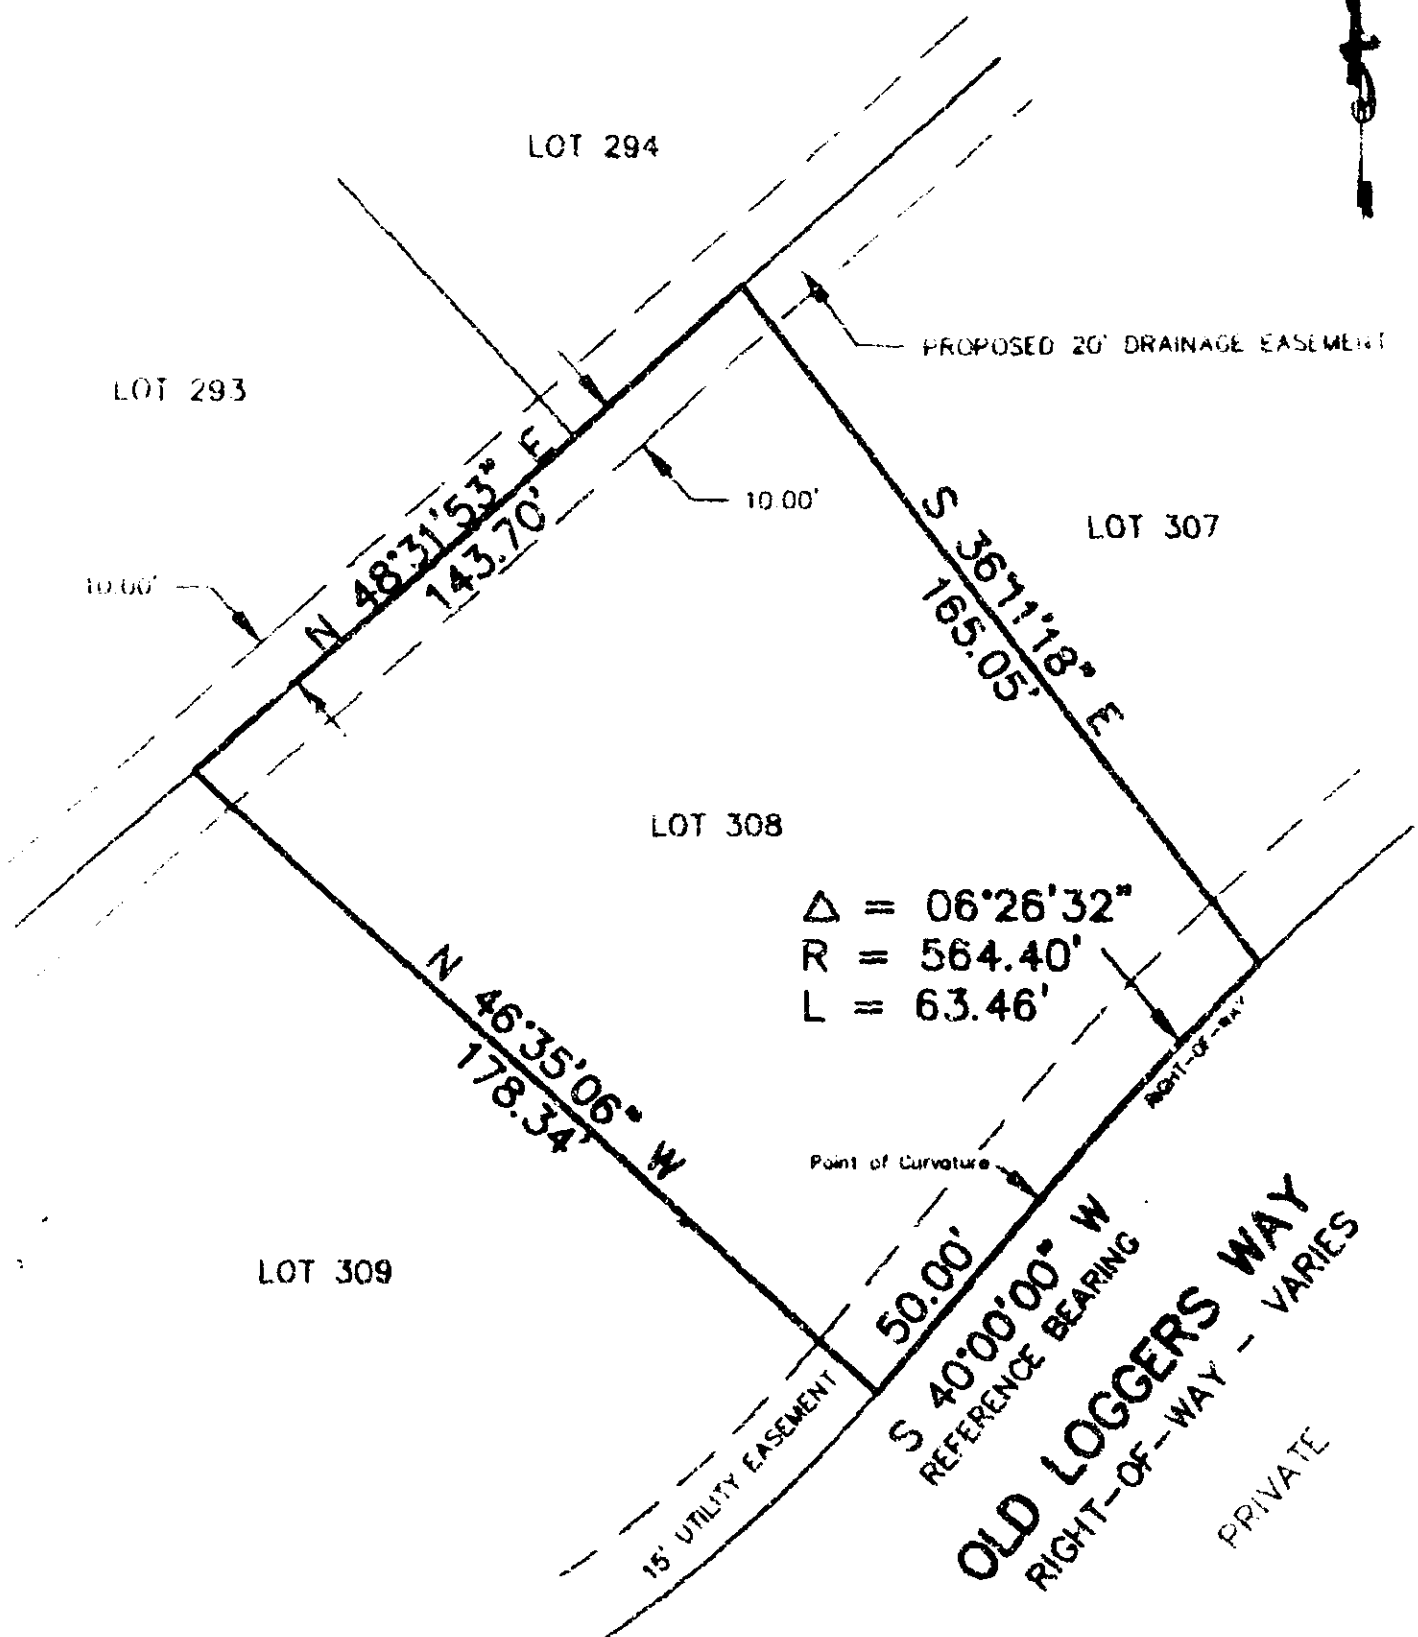 LOT 294
PROPOSED 20' DRAINAGE EASEMENT
LOT 293
N 48°31'53" E
143.70'
10.00'
S 36°11'18" E
165.05'
LOT 307
10.00'
LOT 308
Δ = 06°26'32"
R = 564.40'
L = 63.46'
N 46°35'06" W
178.34'
RIGHT-OF-WAY
Point of Curvature
LOT 309
50.00'
S 40°00'00" W
REFERENCE BEARING
15' UTILITY EASEMENT
OLD LOGGERS WAY
RIGHT-OF-WAY - VARIES
PRIVATE